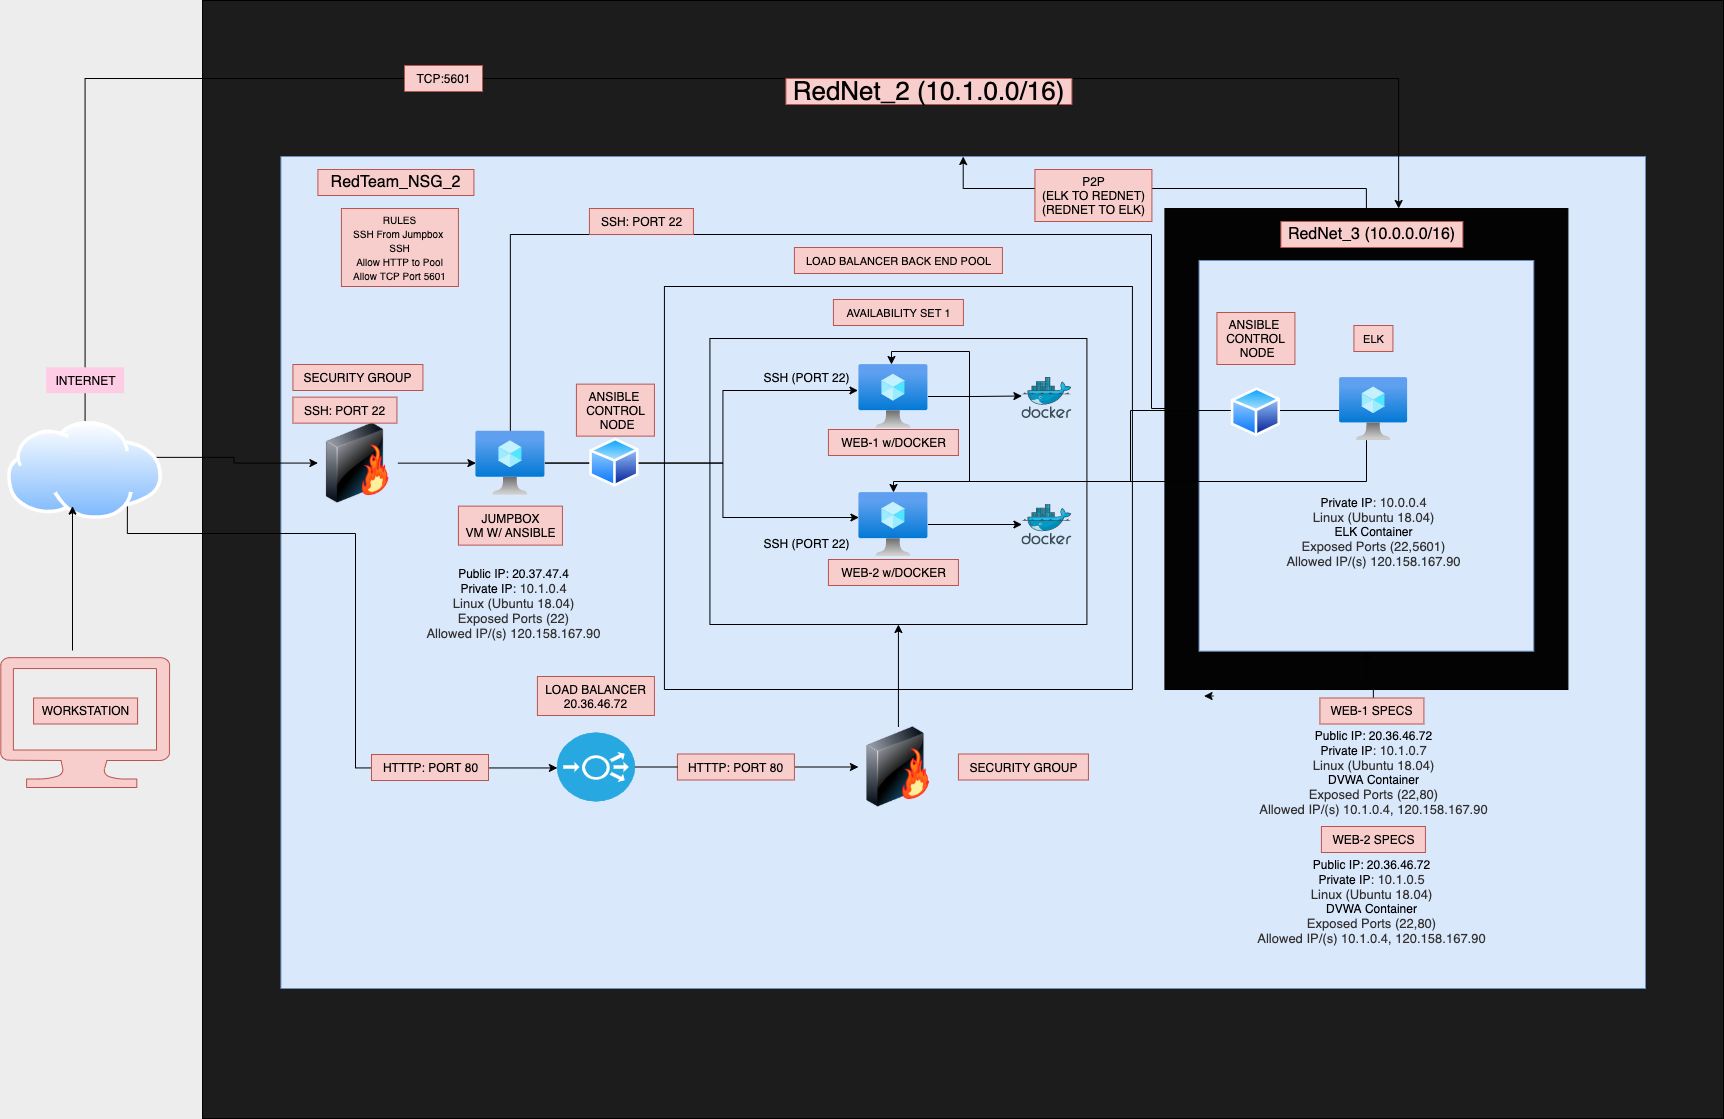 TCP:5601
RedNet_2 (10.1.0.0/16)
RedTeam_NSG_2
RULES
SSH From Jumpbox
SSH
Allow HTTP to Pool
Allow TCP Port 5601
SSH: PORT 22
P2P
(ELK TO REDNET)
(REDNET TO ELK)
RedNet_3 (10.0.0.0/16)
LOAD BALANCER BACK END POOL
AVAILABILITY SET 1
INTERNET
SECURITY GROUP
SSH: PORT 22
ANSIBLE
CONTROL
NODE
SSH (PORT 22)
docker
WEB-1 w/DOCKER
ANSIBLE
CONTROL
NODE
ELK
JUMPBOX
VM W/ ANSIBLE
Public IP: 20.37.47.4
Private IP: 10.1.0.4
Linux (Ubuntu 18.04)
Exposed Ports (22)
Allowed IP/(s) 120.158.167.90
SSH (PORT 22)
docker
WEB-2 w/DOCKER
Private IP: 10.0.0.4
Linux (Ubuntu 18.04)
ELK Container
Exposed Ports (22,5601)
Allowed IP/(s) 120.158.167.90
WORKSTATION
LOAD BALANCER
20.36.46.72
HTTTP: PORT 80
HTTTP: PORT 80
SECURITY GROUP
WEB-1 SPECS
Public IP: 20.36.46.72
Private IP: 10.1.0.7
Linux (Ubuntu 18.04)
DVWA Container
Exposed Ports (22,80)
Allowed IP/(s) 10.1.0.4, 120.158.167.90
WEB-2 SPECS
Public IP: 20.36.46.72
Private IP: 10.1.0.5
Linux (Ubuntu 18.04)
DVWA Container
Exposed Ports (22,80)
Allowed IP/(s) 10.1.0.4, 120.158.167.90